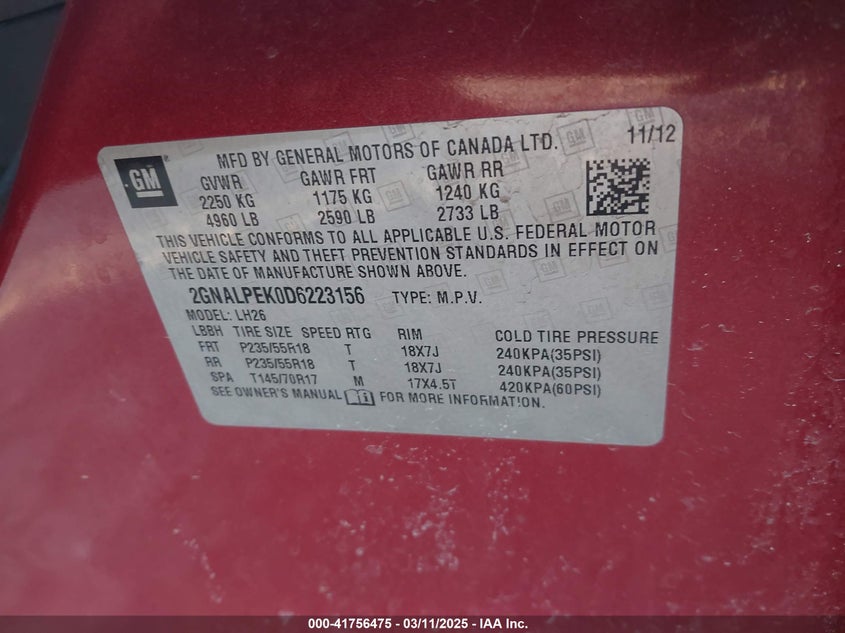 GM
MFD BY GENERAL MOTORS OF CANADA LTD.
11/12
GVWR GAWR FRT GAWR RR
2250 KG 1175 KG 1240 KG
4960 LB 2590 LB 2733 LB
THIS VEHICLE CONFORMS TO ALL APPLICABLE U.S. FEDERAL MOTOR
VEHICLE SAFETY AND THEFT PREVENTION STANDARDS IN EFFECT ON
THE DATE OF MANUFACTURE SHOWN ABOVE.
2GNALPEK0D6223156 TYPE: M.P.V.
MODEL: LH26
LBBH TIRE SIZE SPEED RTG RIM COLD TIRE PRESSURE
FRT P235/55R18 T 18X7J 240KPA(35PSI)
RR P235/55R18 T 18X7J 240KPA(35PSI)
SPA T145/70R17 M 17X4.5T 420KPA(60PSI)
SEE OWNER'S MANUAL FOR MORE INFORMATION.
000-41756475 - 03/11/2025 - IAA Inc.